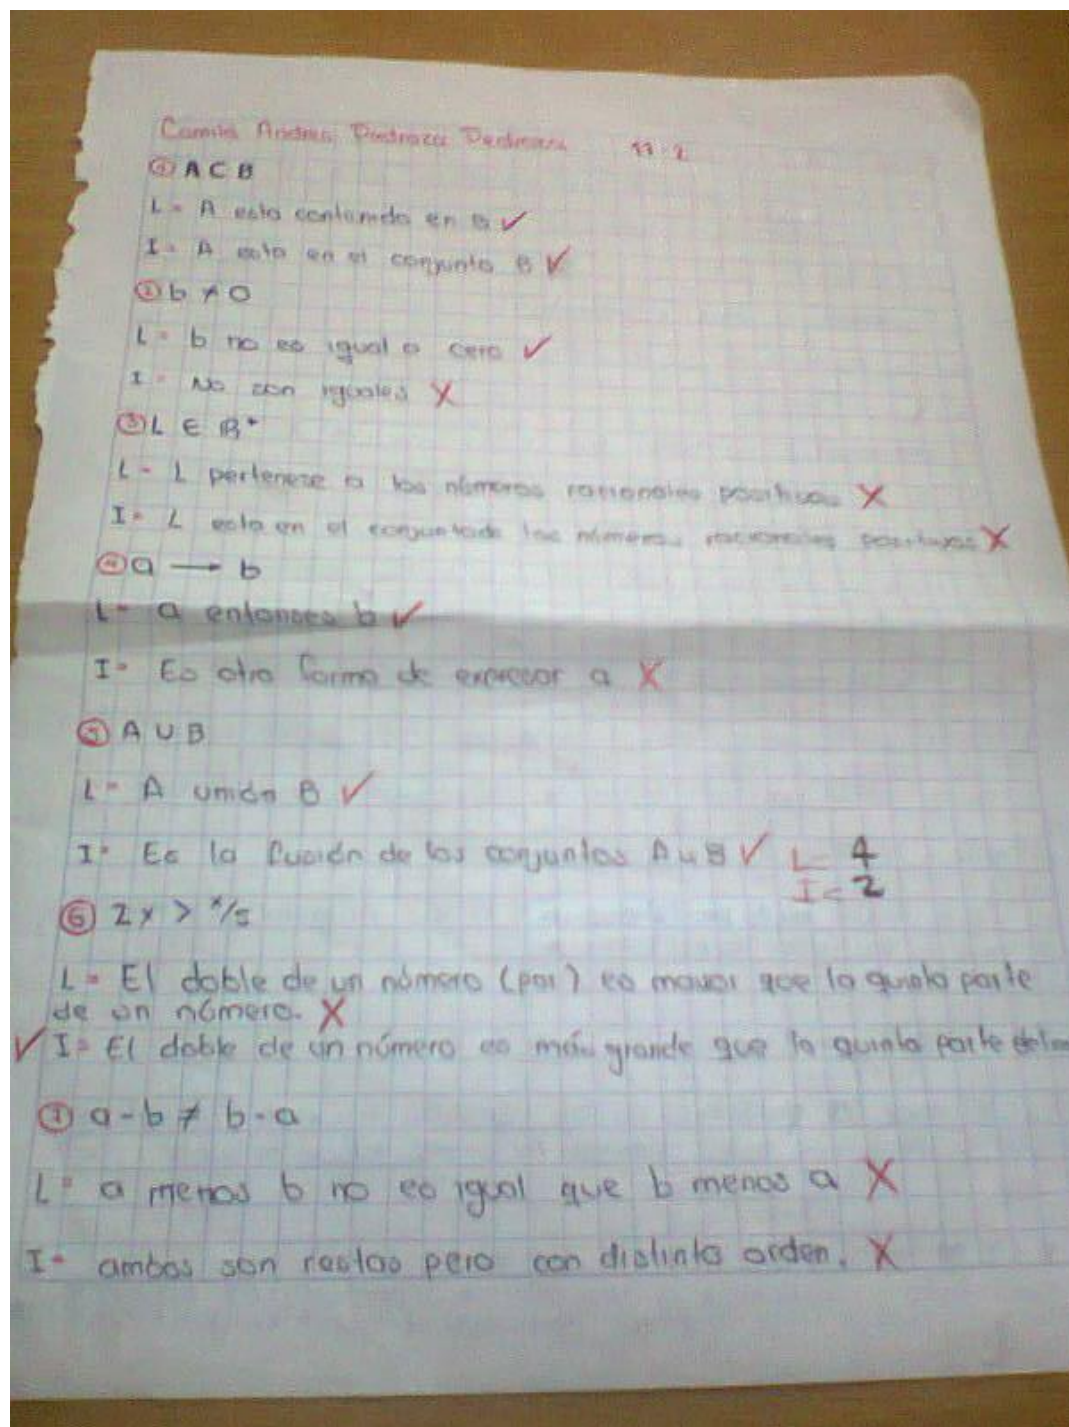 Camila Andrea Pedraza 11-2
① A ⊂ B
L = A esta contenido en B ✓
I = A esta en el conjunto B ✓
② b ≠ 0
L = b no es igual a cero ✓
I = No son iguales X
③ L ∈ R⁺
L = L pertenese a los números racionales positivos X
I = L esta en el conjunto de los números racionales positivos X
④ a → b
L = a entonses b ✓
I = Es otra forma de expresar a X
⑤ A ∪ B
L = A unión B ✓
I = Es la fusión de los conjuntos A u B ✓ L = 4
I = 2
⑥ 2x > x/5
L = El doble de un número (par) es mayor que la quinta parte
de un número. X
✓ I = El doble de un número es más grande que la quinta parte
⑦ a - b ≠ b - a
L = a menos b no es igual que b menos a X
I = ambas son restas pero con distinto orden. X